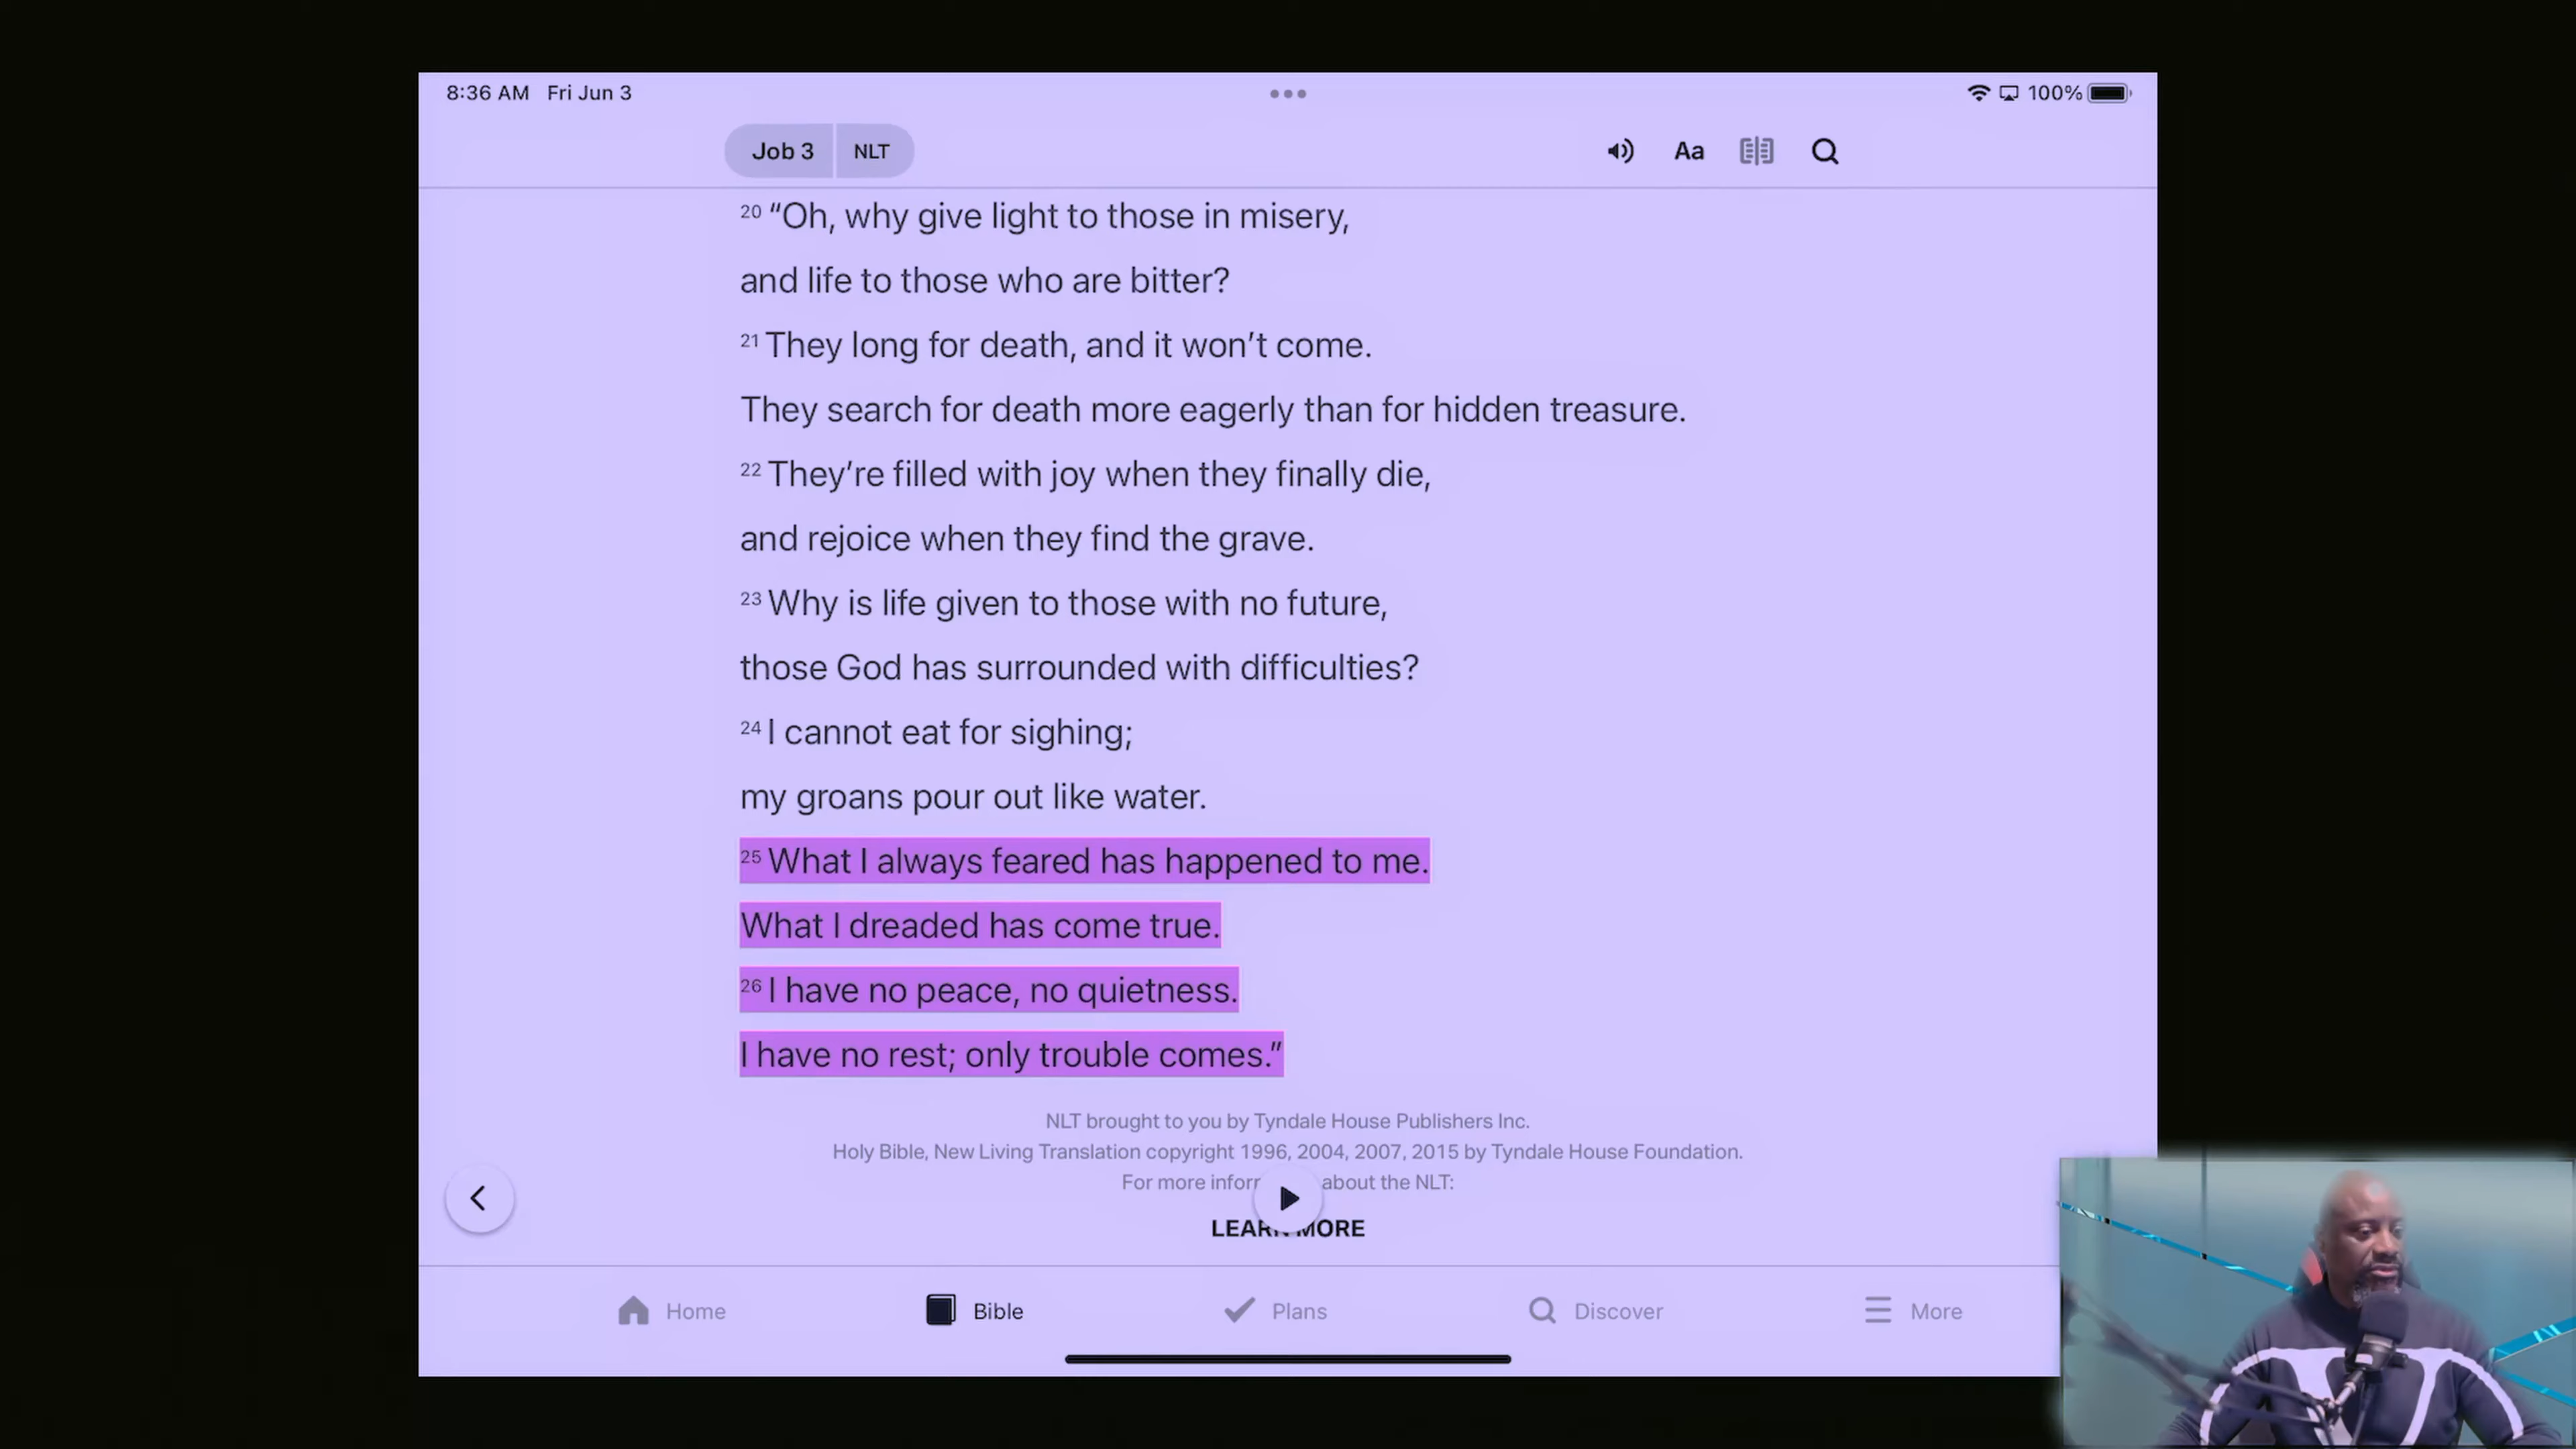 8:36 AM Fri Jun 3
100%
Job 3 NLT
Aa
20 “Oh, why give light to those in misery,
and life to those who are bitter?
21 They long for death, and it won’t come.
They search for death more eagerly than for hidden treasure.
22 They’re filled with joy when they finally die,
and rejoice when they find the grave.
23 Why is life given to those with no future,
those God has surrounded with difficulties?
24 I cannot eat for sighing;
my groans pour out like water.
25 What I always feared has happened to me.
What I dreaded has come true.
26 I have no peace, no quietness.
I have no rest; only trouble comes.”
NLT brought to you by Tyndale House Publishers Inc.
Holy Bible, New Living Translation copyright 1996, 2004, 2007, 2015 by Tyndale House Foundation.
For more about the NLT:
LEARN MORE
Home Bible Plans Discover More